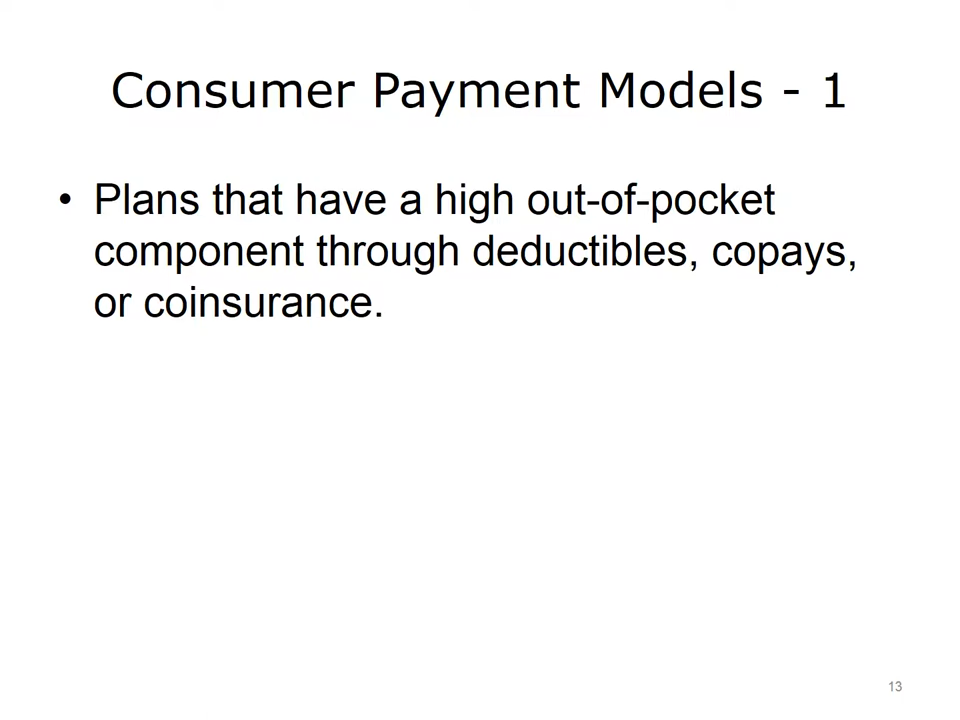 Consumer Payment Models - 1
• Plans that have a high out-of-pocket
component through deductibles, copays,
or coinsurance.
13